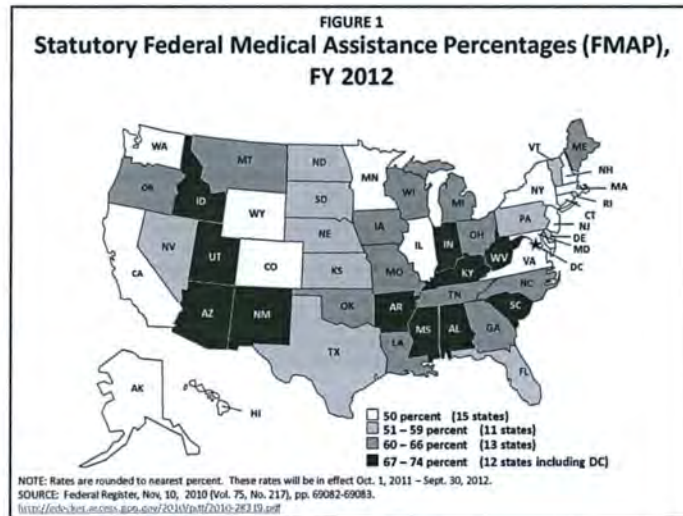 FIGURE 1
Statutory Federal Medical Assistance Percentages (FMAP),
FY 2012
WA
MT
ND
MN
VT
ME
NH
OR
ID
SD
WI
MI
NY
MA
RI
CT
WY
NE
IA
PA
NJ
NV
UT
CO
KS
MO
IL
IN
OH
DE
MD
CA
WV
VA
DC
KY
AZ
NM
OK
AR
TN
NC
SC
TX
LA
MS
AL
GA
FL
AK
HI
50 percent (15 states)
51 – 59 percent (11 states)
60 – 66 percent (13 states)
67 – 74 percent (12 states including DC)
NOTE: Rates are rounded to nearest percent. These rates will be in effect Oct. 1, 2011 – Sept. 30, 2012.
SOURCE: Federal Register, Nov, 10, 2010 (Vol. 75, No. 217), pp. 69082-69083.